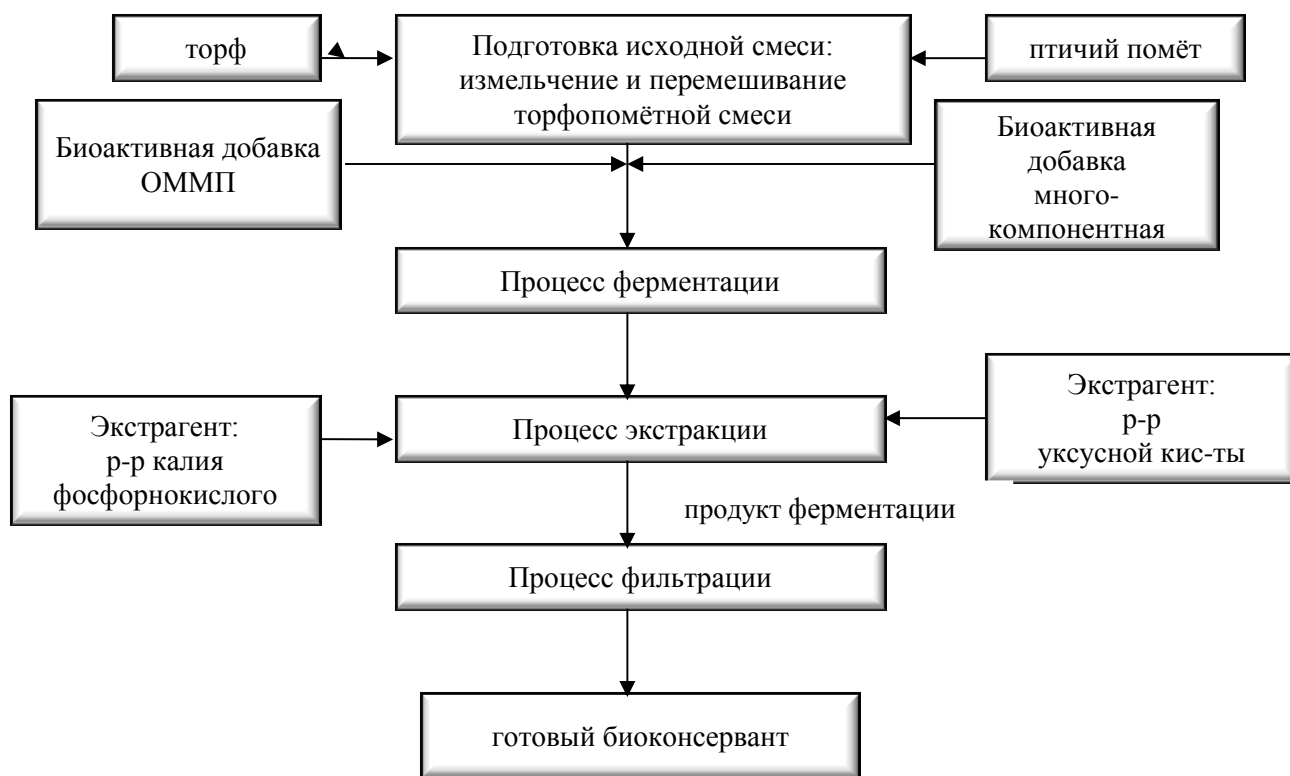 торф
Подготовка исходной смеси:
измельчение и перемешивание
торфопомётной смеси
птичий помёт
Биоактивная добавка
ОММП
Биоактивная
добавка
много-
компонентная
Процесс ферментации
Экстрагент:
р-р калия
фосфорнокислого
Процесс экстракции
Экстрагент:
р-р
уксусной кис-ты
продукт ферментации
Процесс фильтрации
готовый биоконсервант